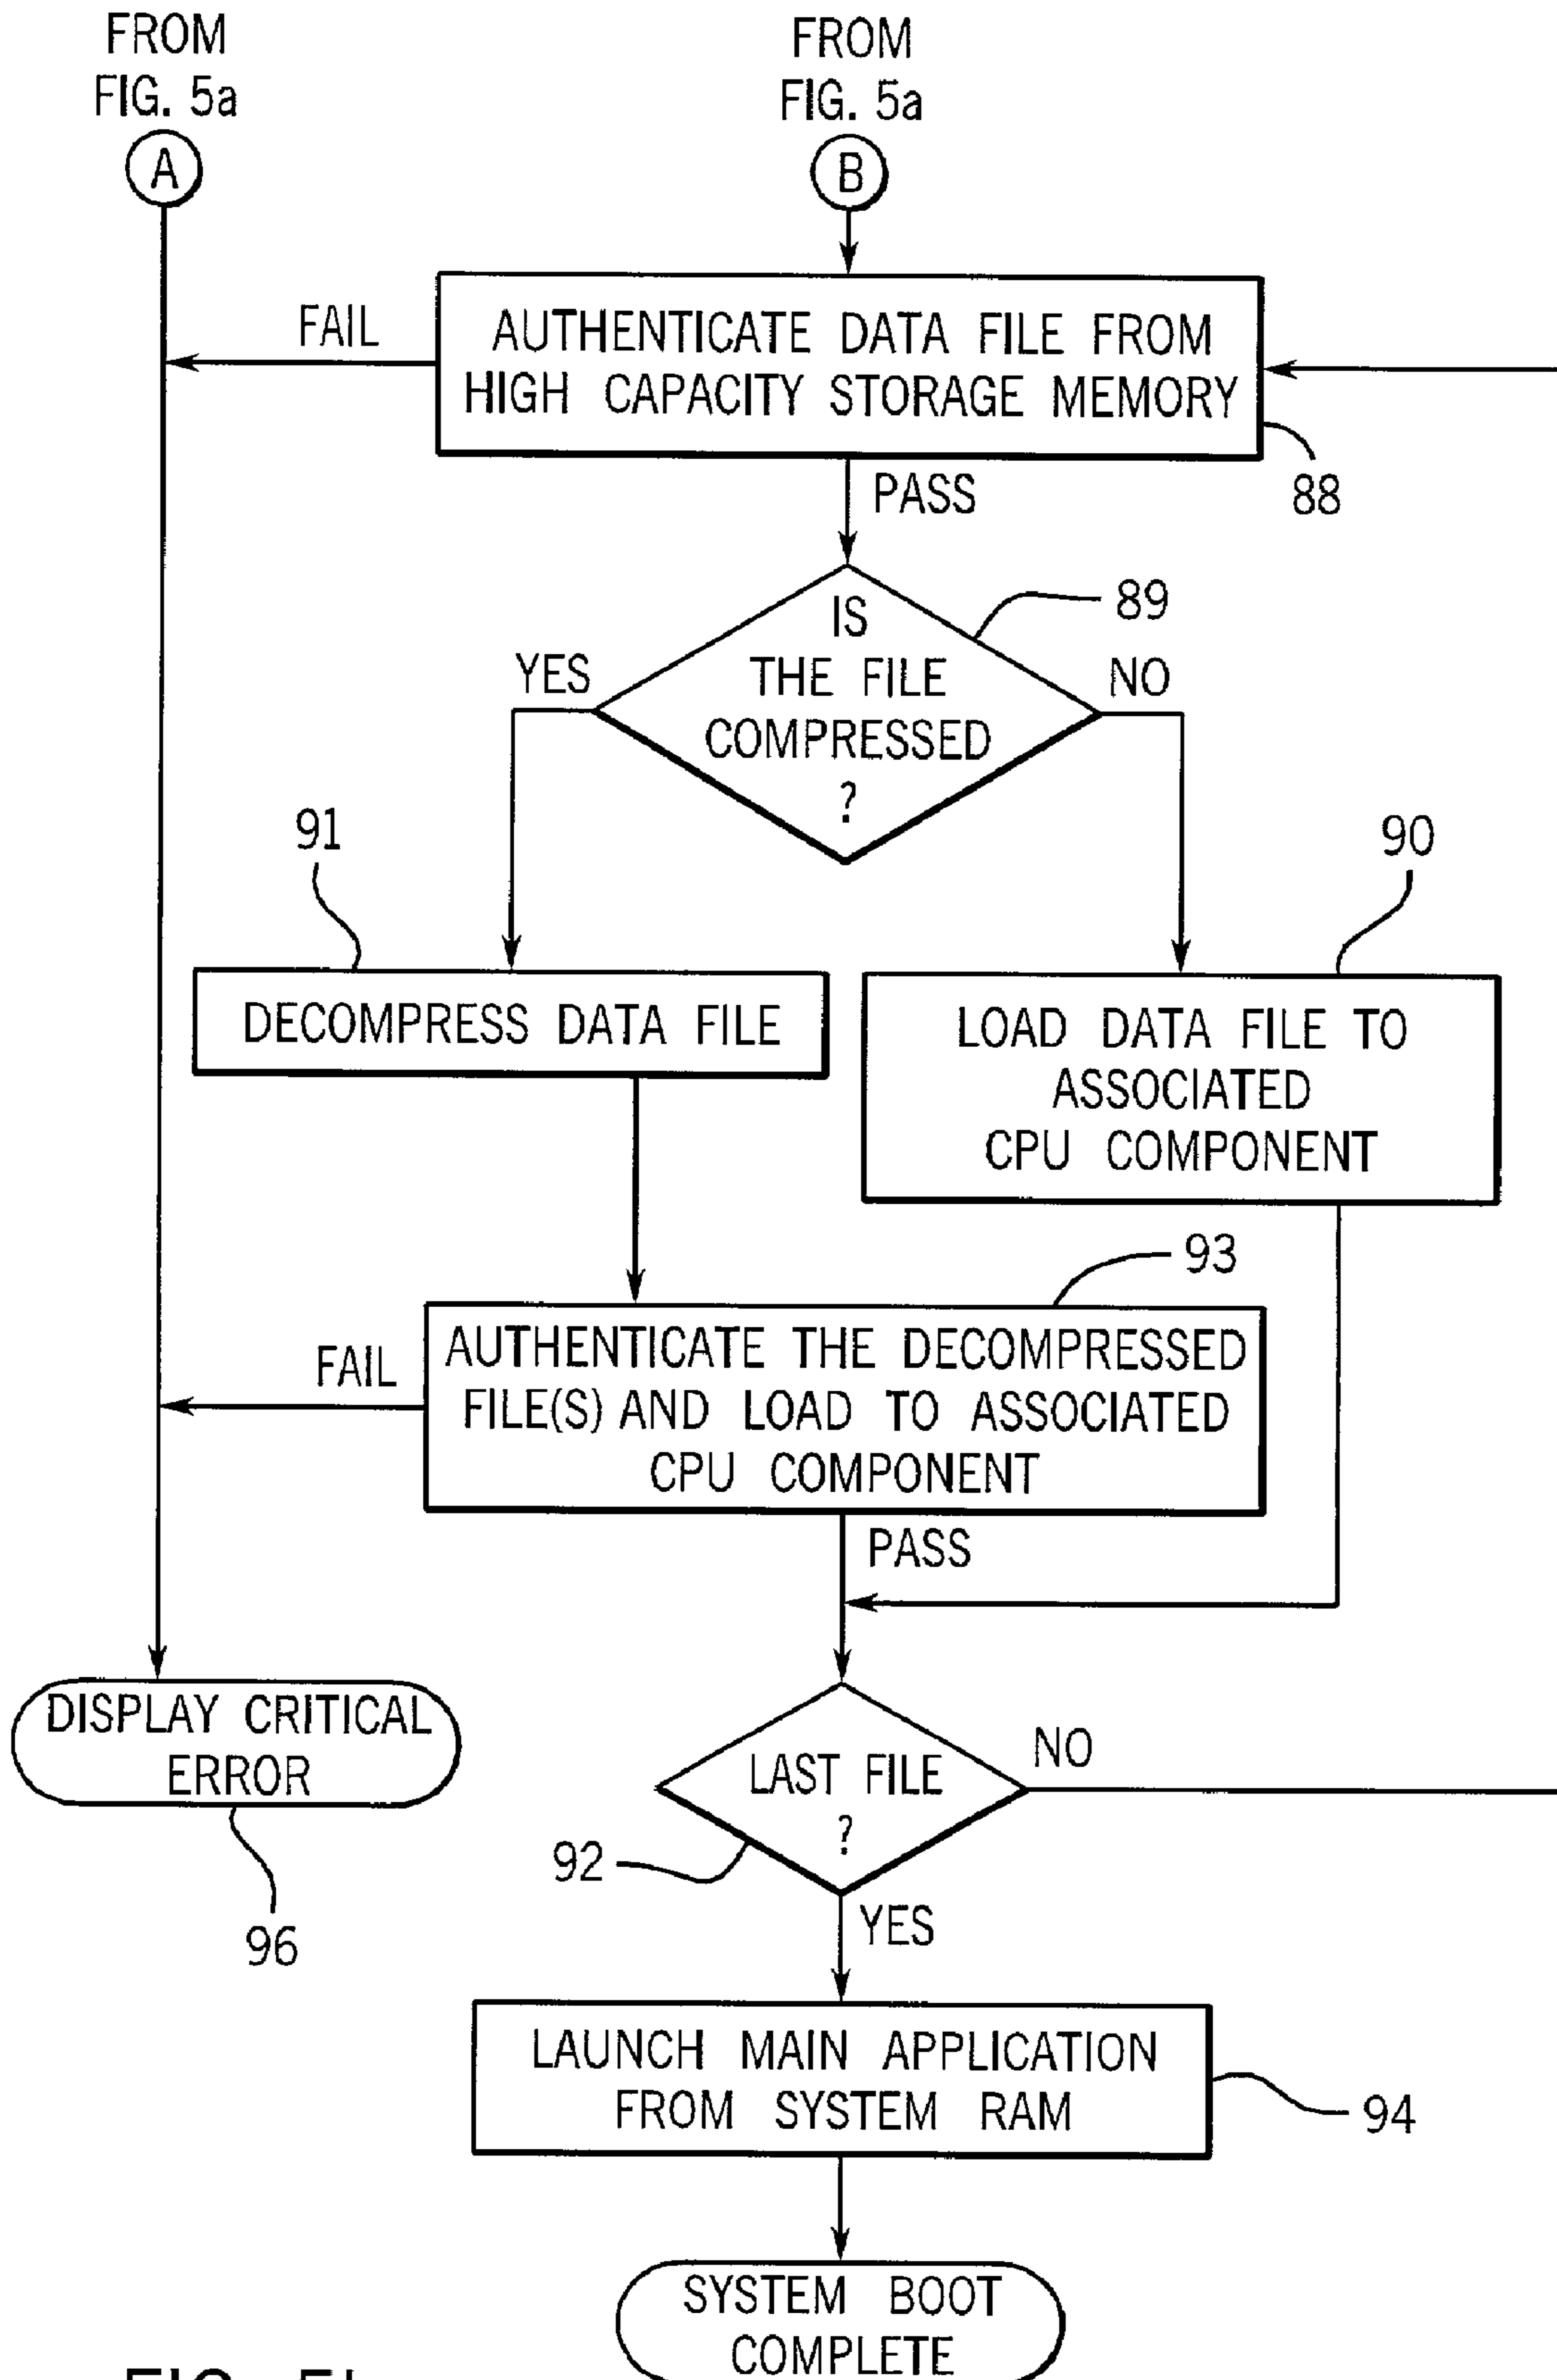 FROM
FIG. 5a
A
FROM
FIG. 5a
B
FAIL
AUTHENTICATE DATA FILE FROM
HIGH CAPACITY STORAGE MEMORY
88
PASS
IS
THE FILE
COMPRESSED
?
89
YES
NO
91
90
DECOMPRESS DATA FILE
LOAD DATA FILE TO
ASSOCIATED
CPU COMPONENT
93
FAIL
AUTHENTICATE THE DECOMPRESSED
FILE(S) AND LOAD TO ASSOCIATED
CPU COMPONENT
PASS
DISPLAY CRITICAL
ERROR
96
LAST FILE
?
NO
92
YES
LAUNCH MAIN APPLICATION
FROM SYSTEM RAM
94
SYSTEM BOOT
COMPLETE
FIG.